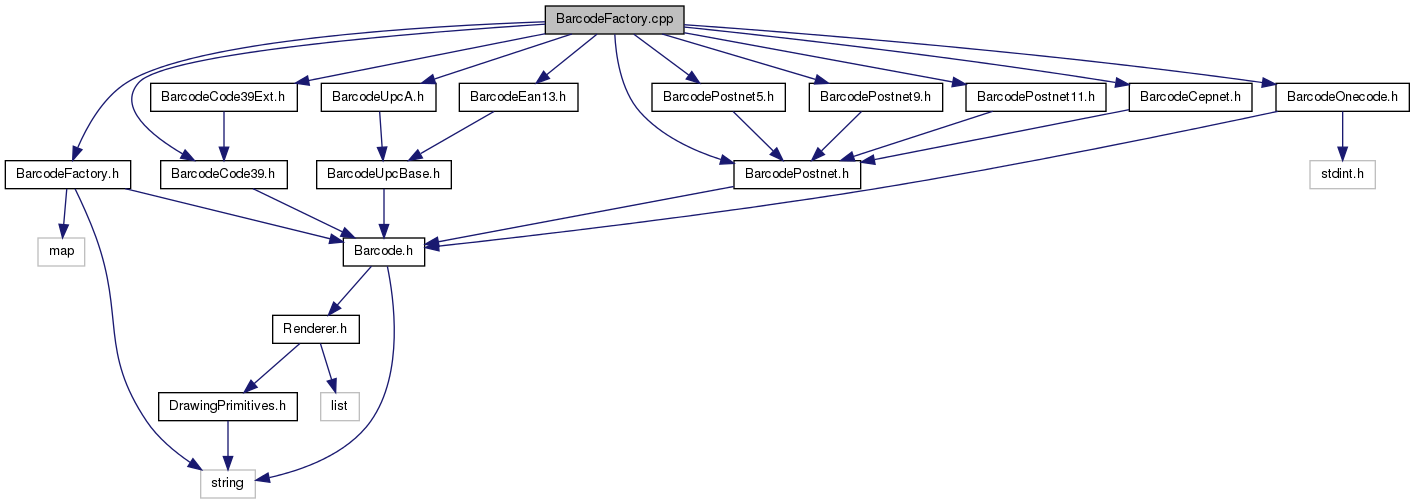 BarcodeFactory.cpp
BarcodeCode39Ext.h
BarcodeUpcA.h
BarcodeEan13.h
BarcodePostnet5.h
BarcodePostnet9.h
BarcodePostnet11.h
BarcodeCepnet.h
BarcodeOnecode.h
BarcodeFactory.h
BarcodeCode39.h
BarcodeUpcBase.h
BarcodePostnet.h
stdint.h
map
Barcode.h
Renderer.h
DrawingPrimitives.h
list
string